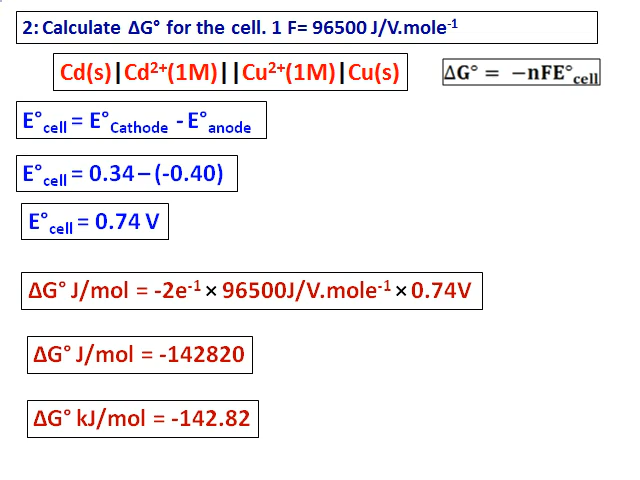 2: Calculate ΔG° for the cell. 1 F= 96500 J/V.mole⁻¹
Cd(s)|Cd²⁺(1M)||Cu²⁺(1M)|Cu(s)
ΔG° = −nFE°cell
E°cell = E°Cathode - E°anode
E°cell = 0.34–(-0.40)
E°cell = 0.74 V
ΔG° J/mol = -2e⁻¹ × 96500J/V.mole⁻¹ × 0.74V
ΔG° J/mol = -142820
ΔG° kJ/mol = -142.82